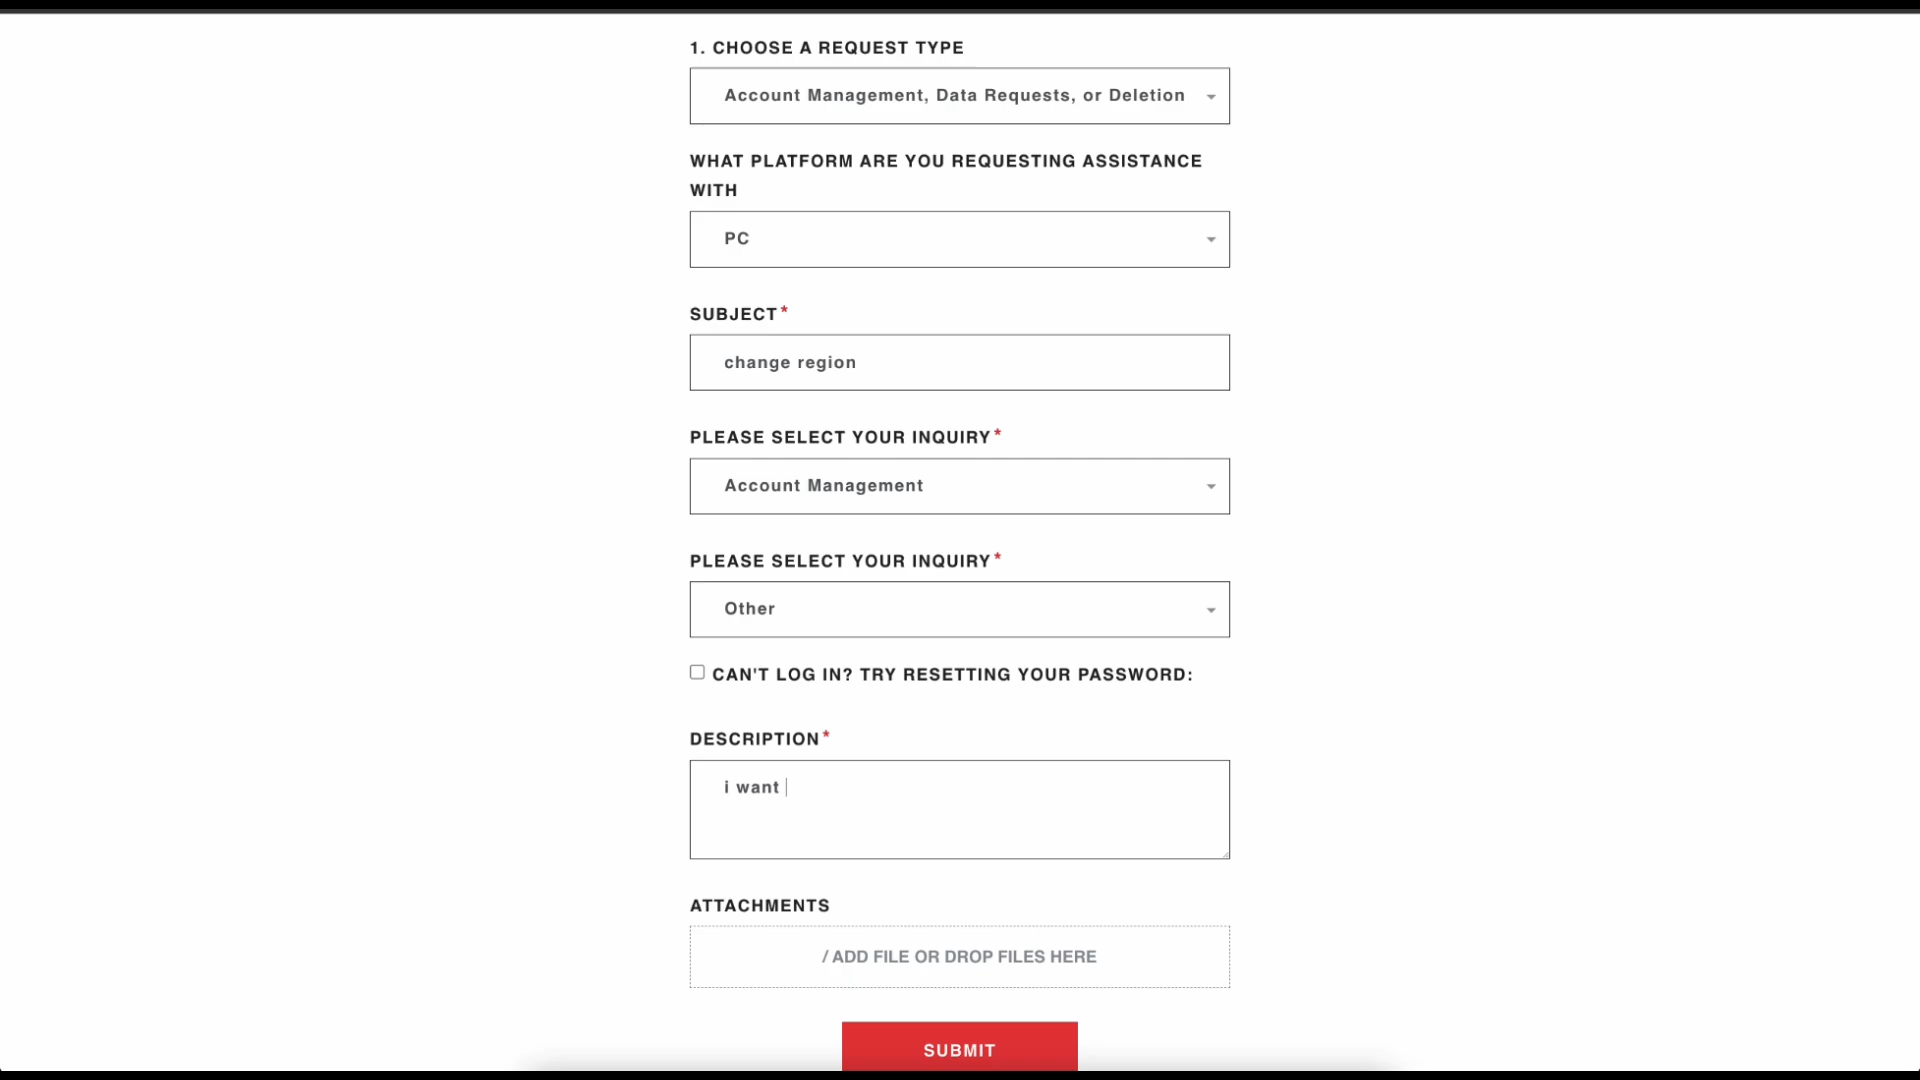 1. CHOOSE A REQUEST TYPE
Account Management, Data Requests, or Deletion
WHAT PLATFORM ARE YOU REQUESTING ASSISTANCE
WITH
PC
SUBJECT*
change region
PLEASE SELECT YOUR INQUIRY*
Account Management
PLEASE SELECT YOUR INQUIRY*
Other
CAN'T LOG IN? TRY RESETTING YOUR PASSWORD:
DESCRIPTION*
i want
ATTACHMENTS
/ ADD FILE OR DROP FILES HERE
SUBMIT